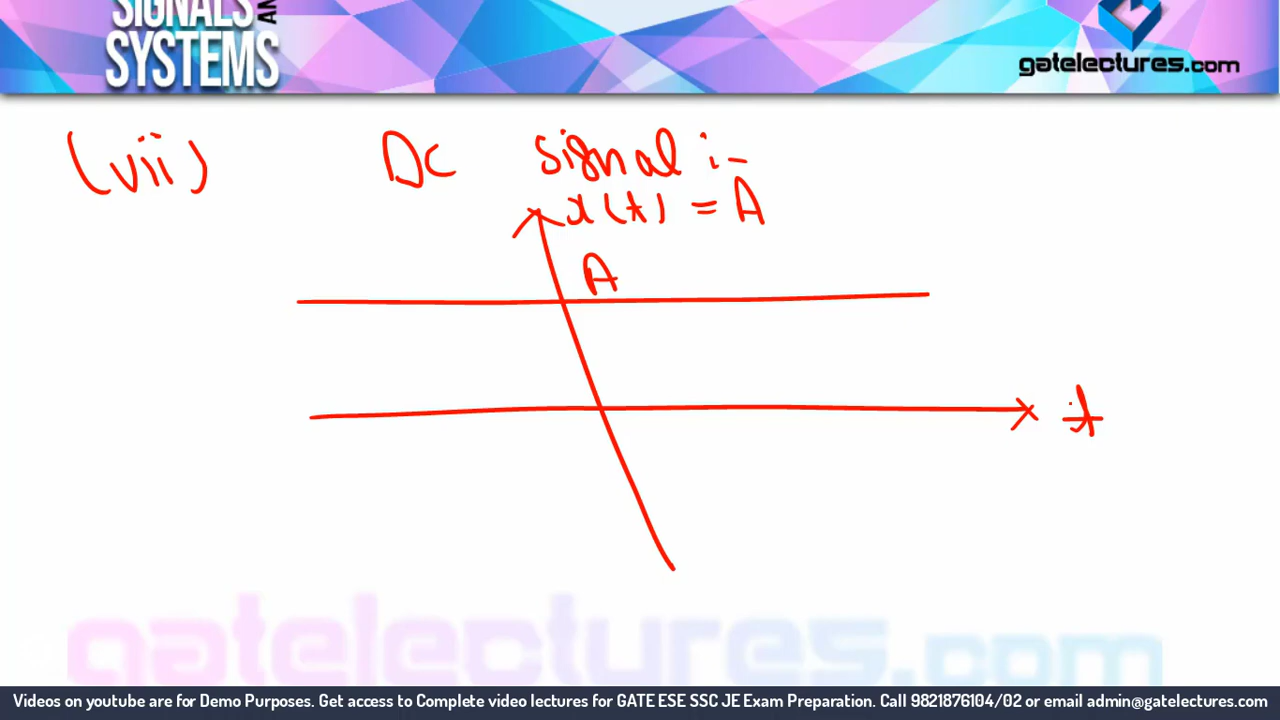 SIGNALS AND
SYSTEMS
gatelectures.com
(vii) DC signal :-
x(t) = A
A
t
gatelectures.com
Videos on youtube are for Demo Purposes. Get access to Complete video lectures for GATE ESE SSC JE Exam Preparation. Call 9821876104/02 or email admin@gatelectures.com